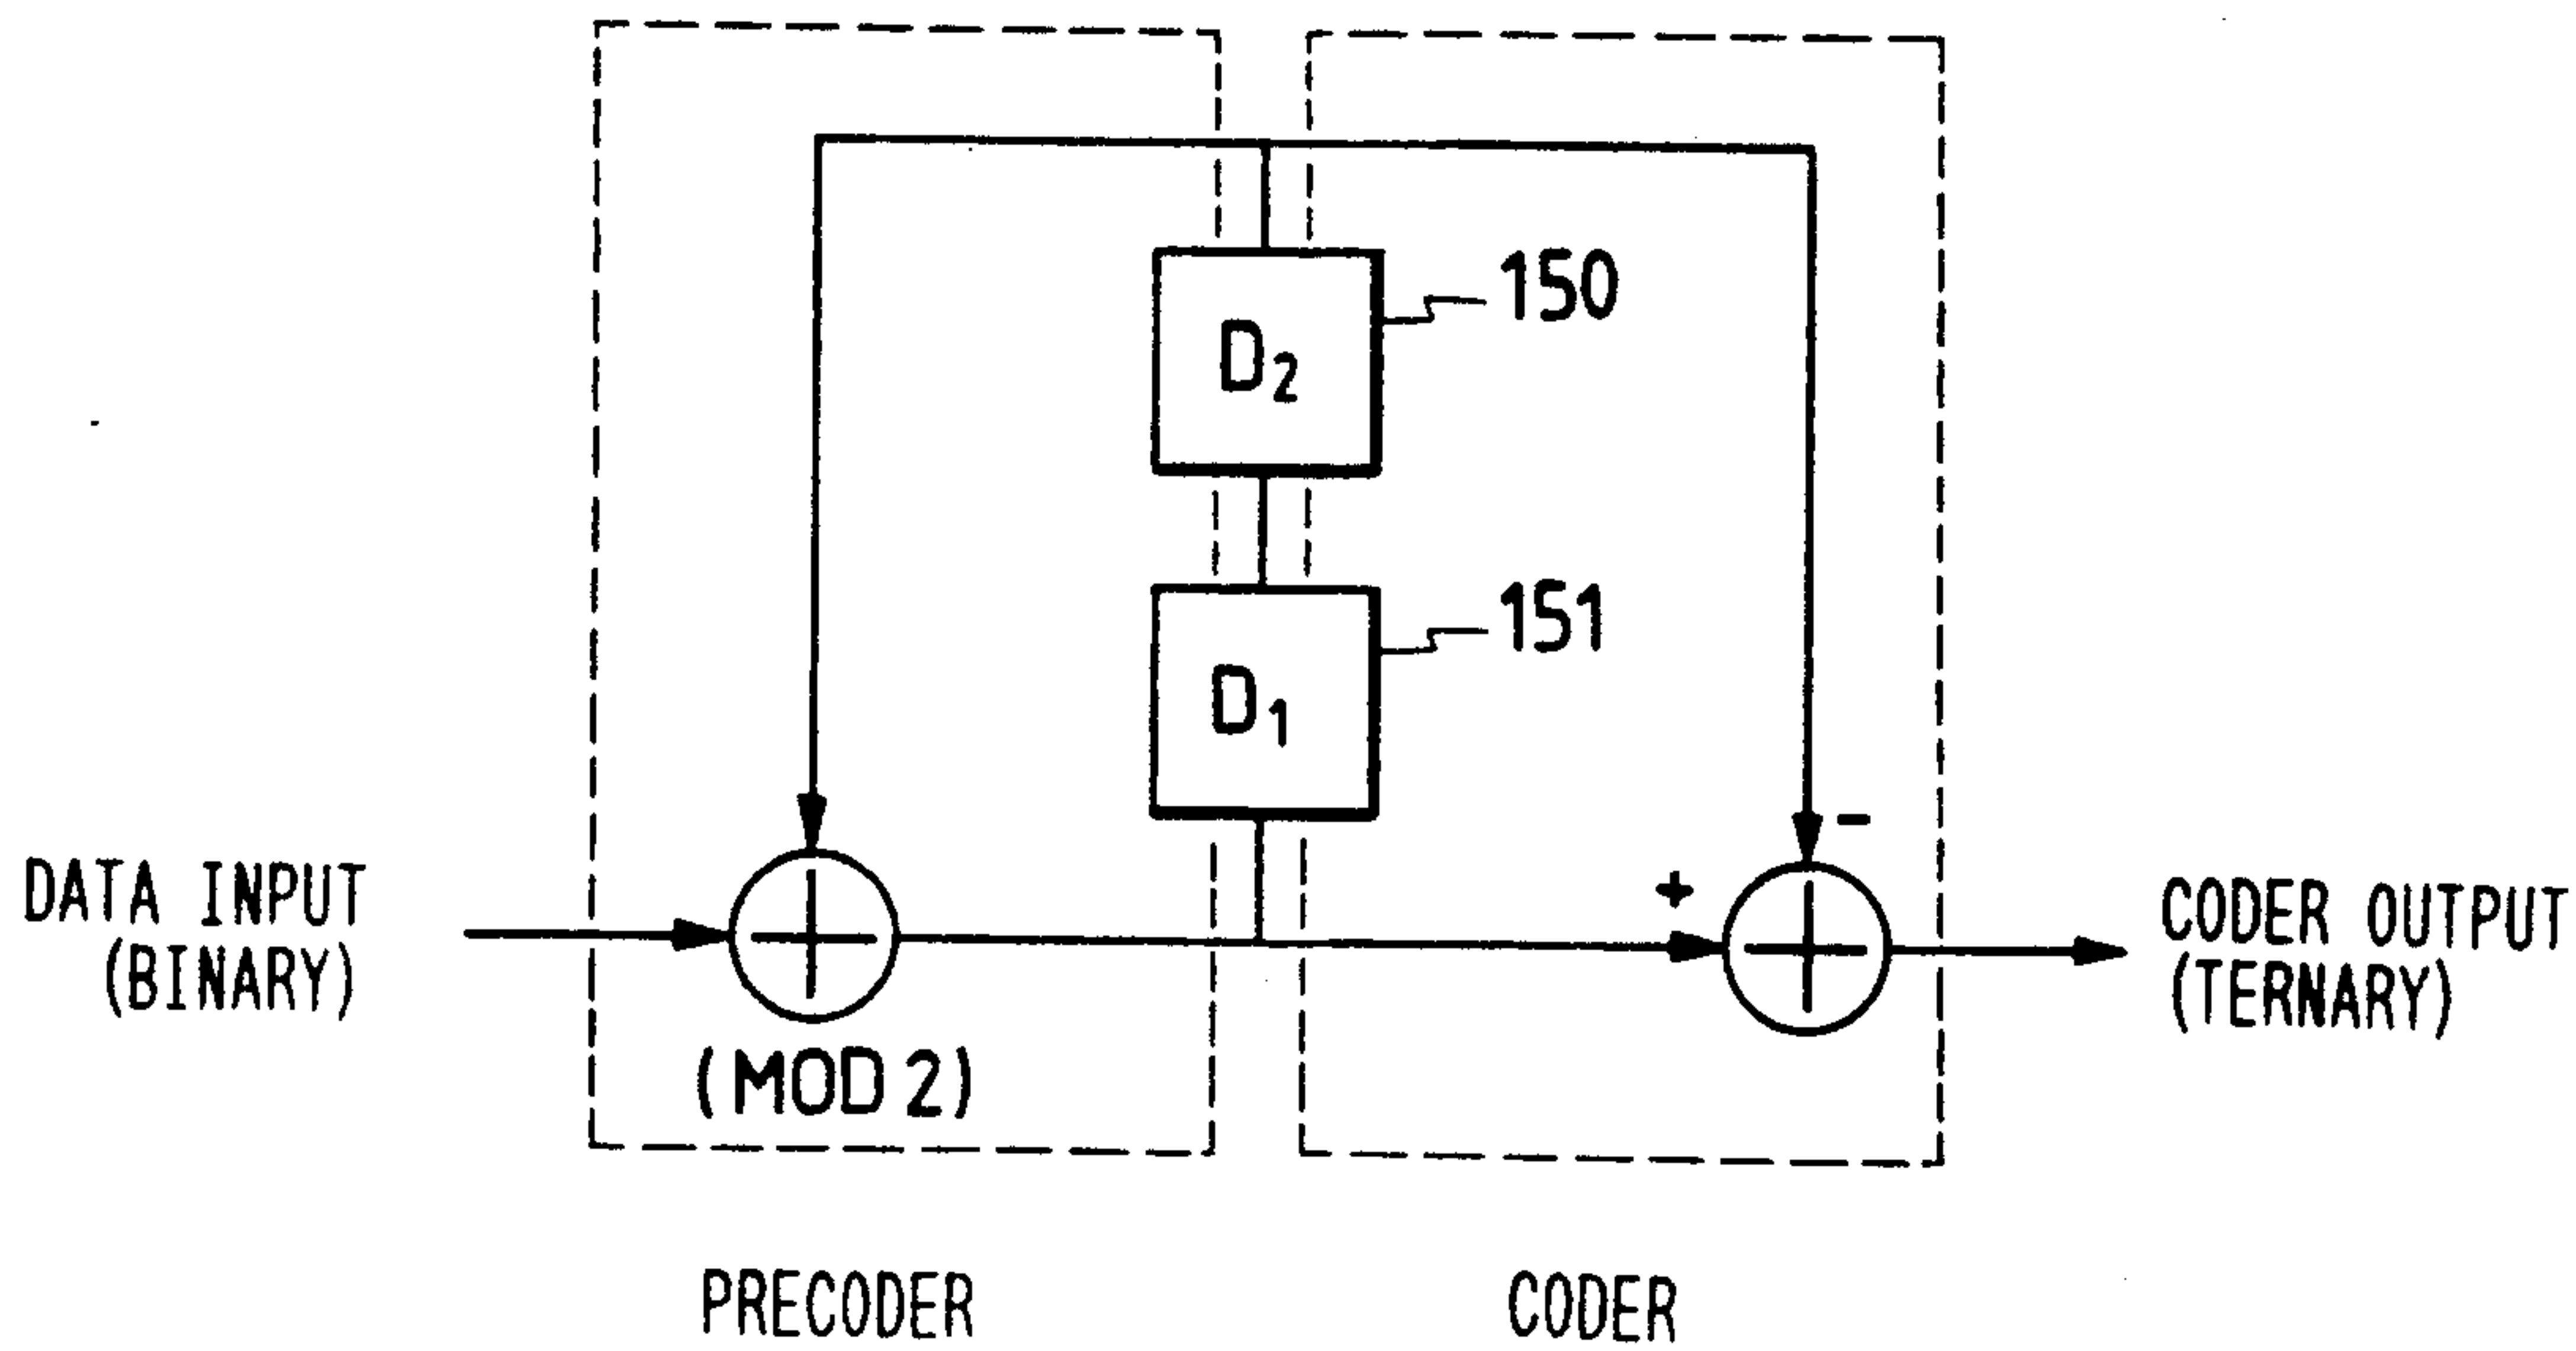 150
D2
151
D1
-
+
DATA INPUT
(BINARY)
CODER OUTPUT
(TERNARY)
(MOD 2)
PRECODER
CODER